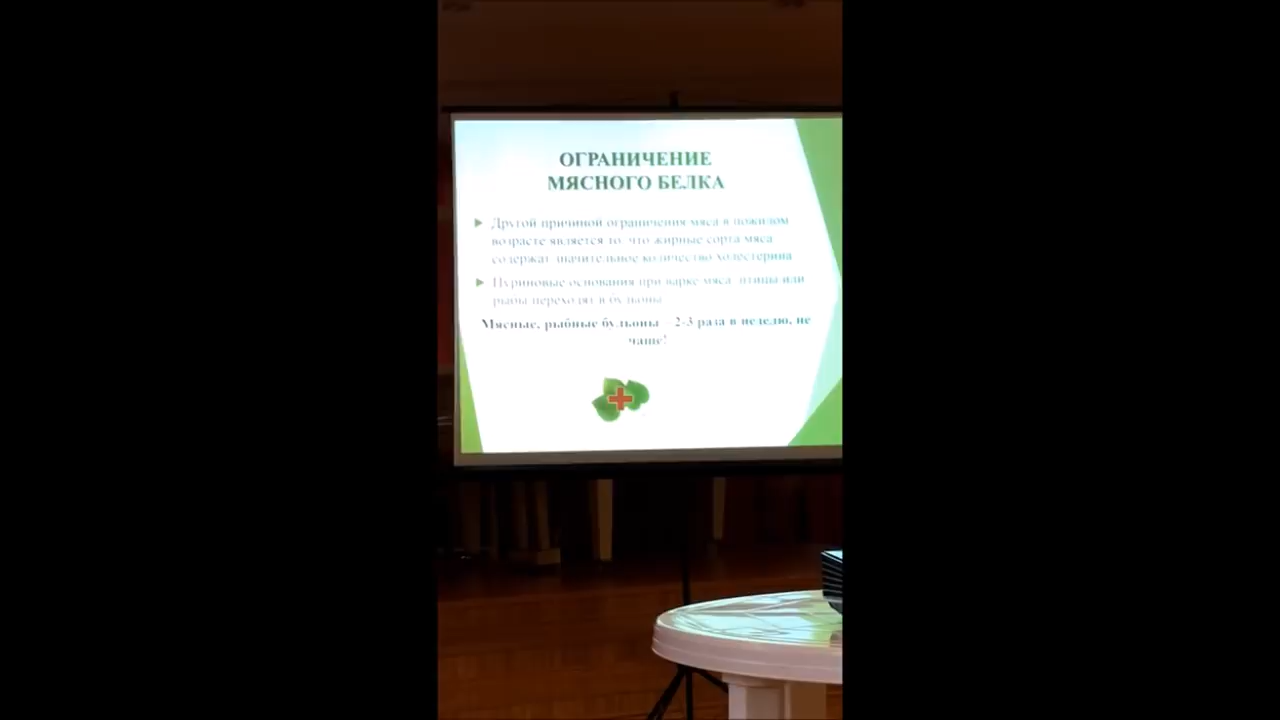 ОГРАНИЧЕНИЕ
МЯСНОГО БЕЛКА
Другой причиной ограничения мяса в пожилом
возрасте является то, что жирные сорта мяса
содержат значительное количество холестерина
Пуриновые основания при варке мяса, птицы или
рыбы переходят в бульоны
Мясные, рыбные бульоны – 2-3 раза в неделю, не
чаще!